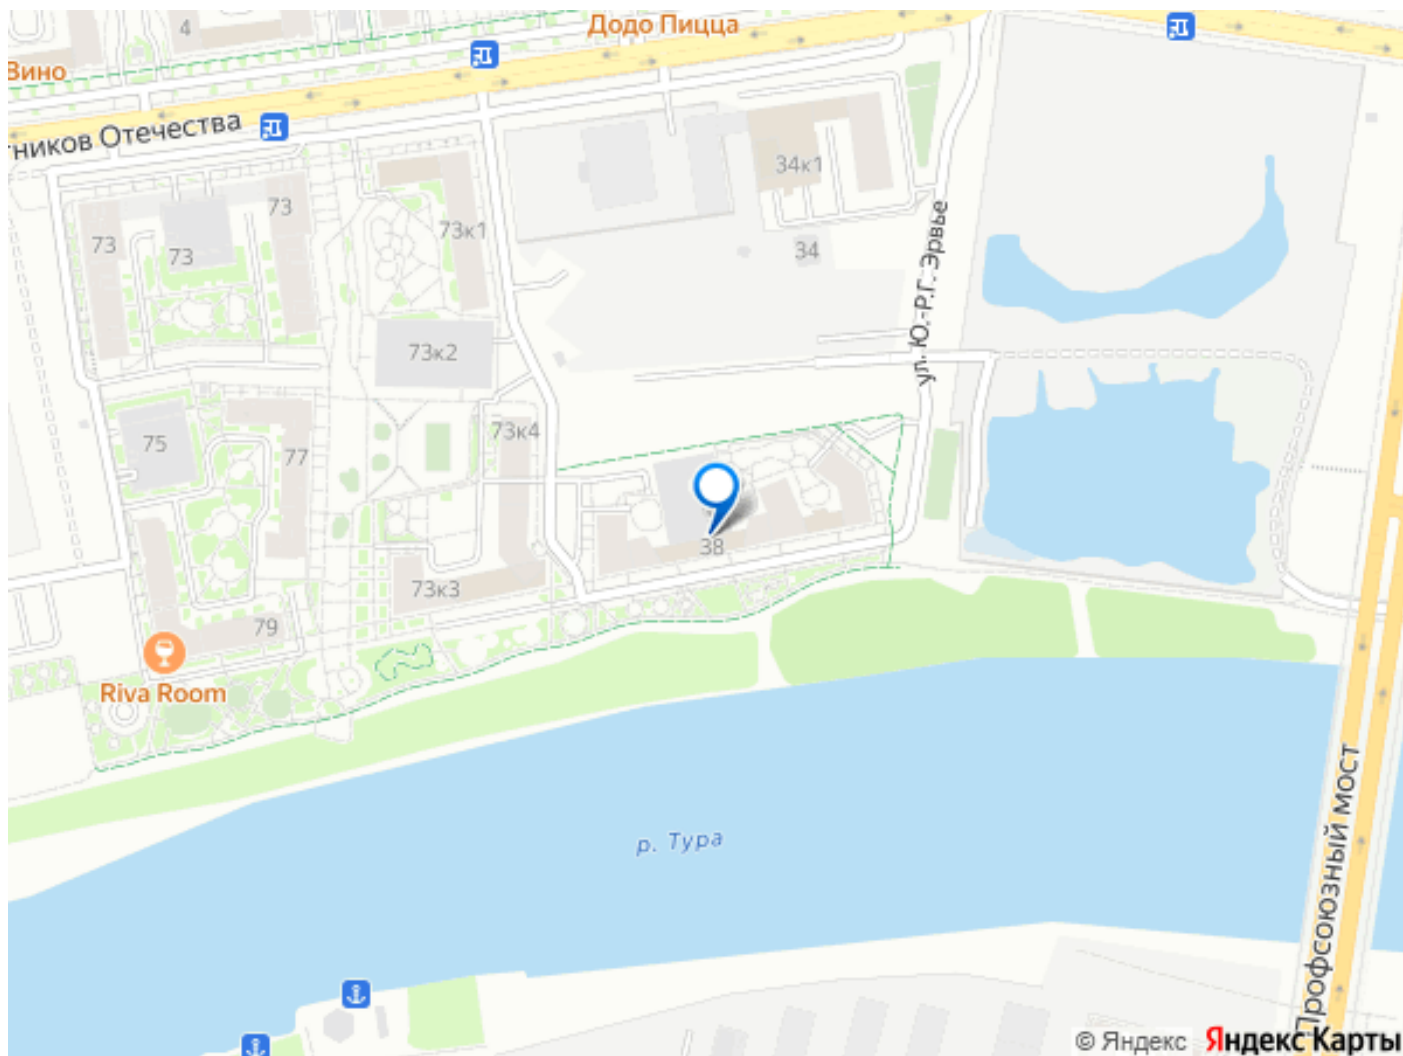 4
Додо Пицца
Вино
тников Отечества
73
73
73
73к1
34к1
34
ул. Ю.-Р.Г. Эрвье
73к2
75
77
73к4
38
73к3
79
Riva Room
р. Тура
Профсоюзный мост
© Яндекс Яндекс Карты